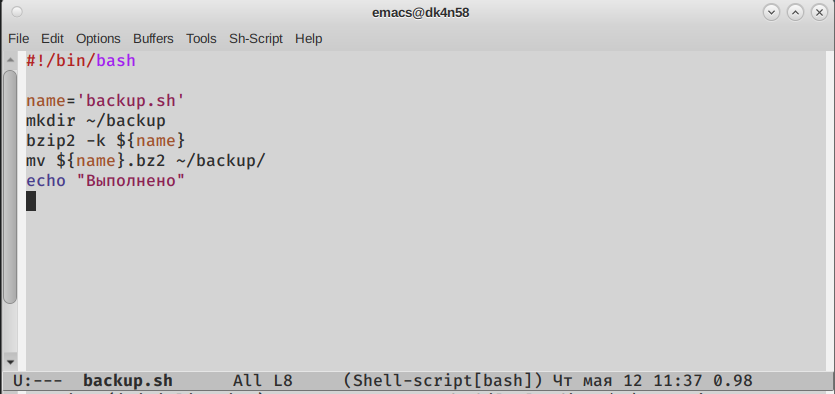 emacs@dk4n58
File Edit Options Buffers Tools Sh-Script Help
#!/bin/bash
name='backup.sh'
mkdir ~/backup
bzip2 -k ${name}
mv ${name}.bz2 ~/backup/
echo "Выполнено"
U:--- backup.sh All L8 (Shell-script[bash]) Чт мая 12 11:37 0.98